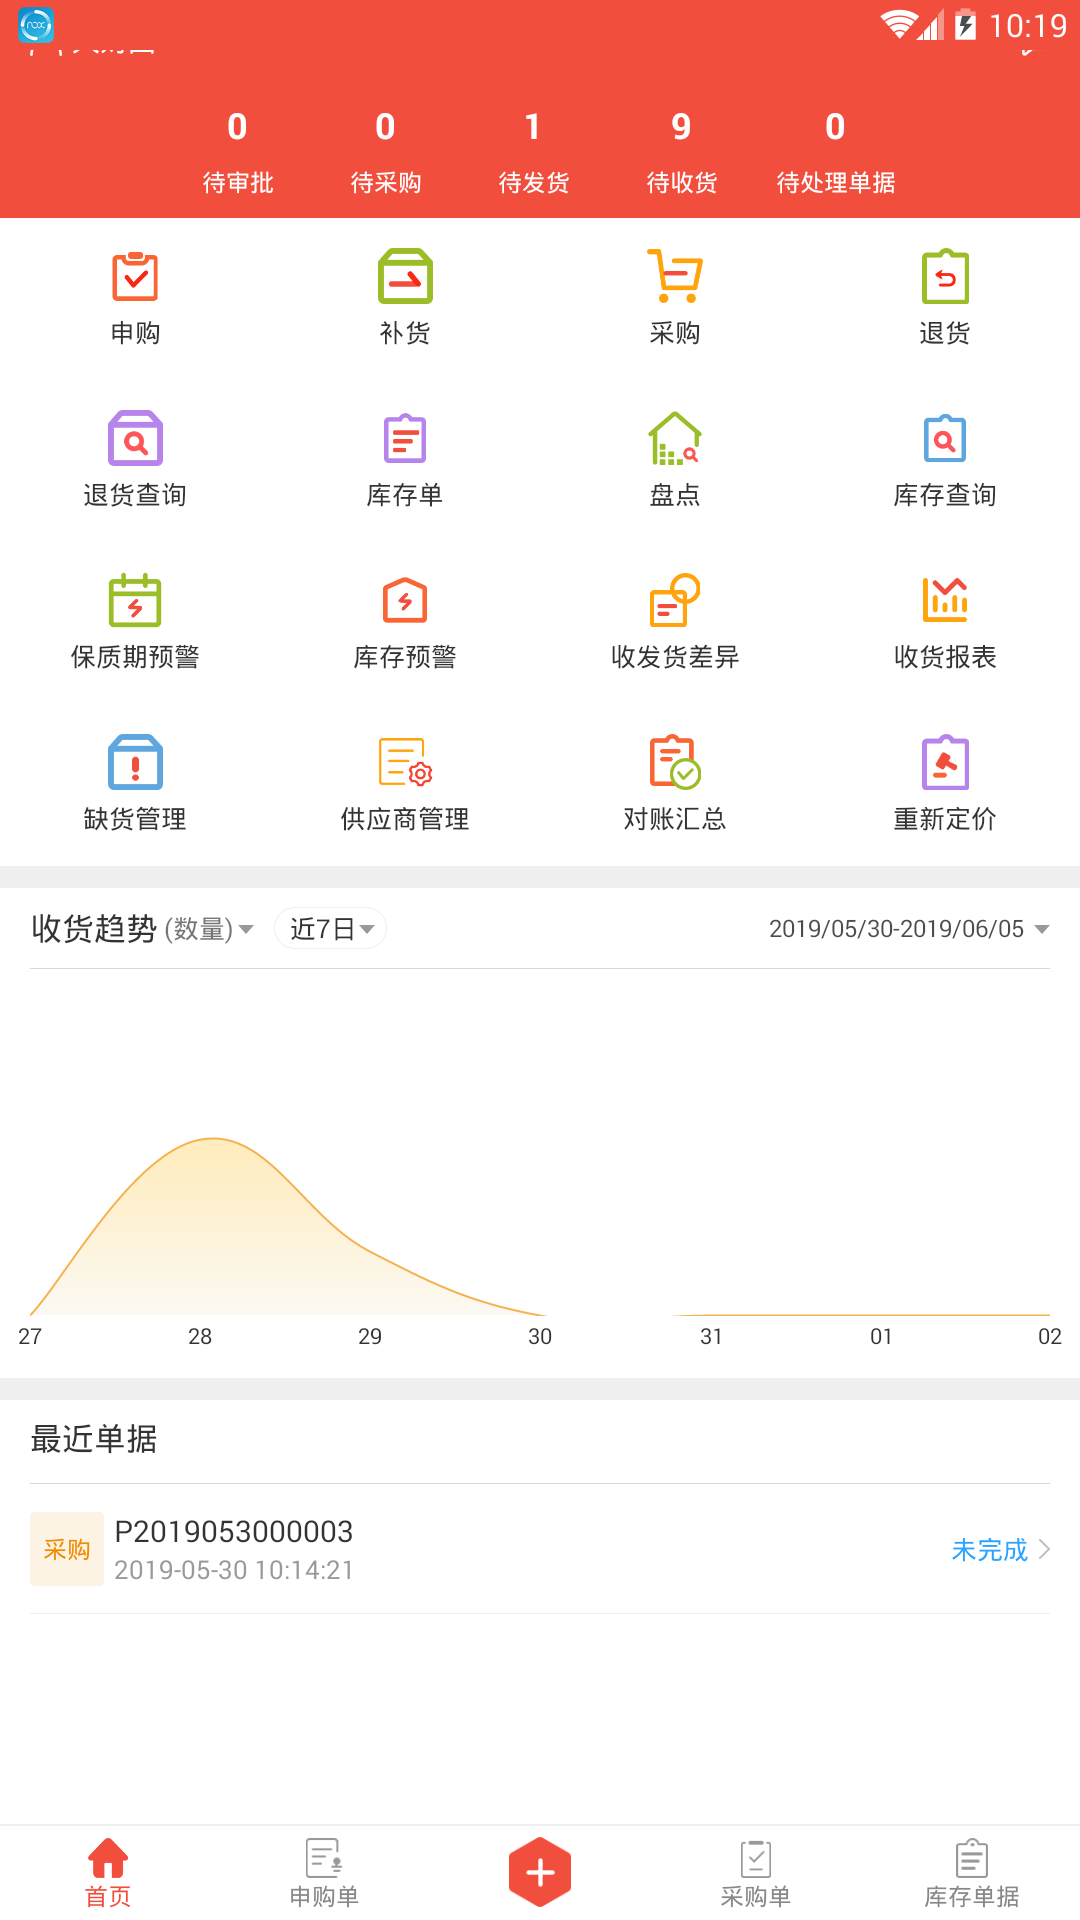 10:19
0 0 1 9 0
待审批 待采购 待发货 待收货 待处理单据
申购 补货 采购 退货
退货查询 库存单 盘点 库存查询
保质期预警 库存预警 收发货差异 收货报表
缺货管理 供应商管理 对账汇总 重新定价
收货趋势 (数量) 近7日 2019/05/30-2019/06/05
27 28 29 30 31 01 02
最近单据
采购 P2019053000003 未完成
2019-05-30 10:14:21
首页 申购单 采购单 库存单据